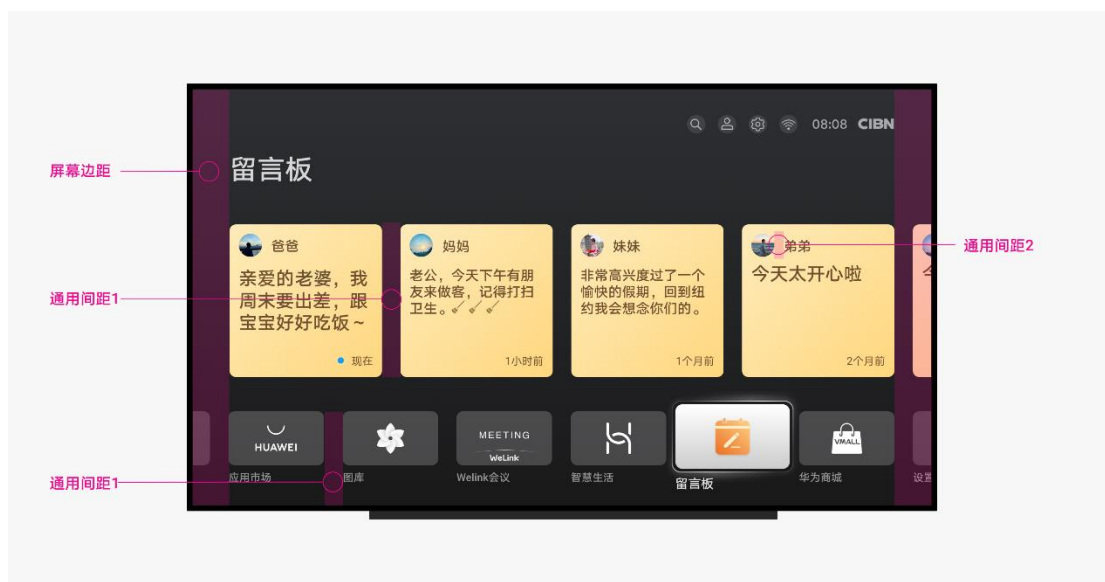 08:08 CIBN
屏幕边距
留言板
爸爸
亲爱的老婆，我
周末要出差，跟
宝宝好好吃饭～
现在
妈妈
老公，今天下午有朋
友来做客，记得打扫
卫生。
1小时前
妹妹
非常高兴度过了一个
愉快的假期，回到纽
约我会想念你们的。
1个月前
弟弟
今天太开心啦
2个月前
通用间距2
通用间距1
HUAWEI
应用市场
图库
MEETING
WeLink
Welink会议
智慧生活
留言板
VMALL
华为商城
设置
通用间距1